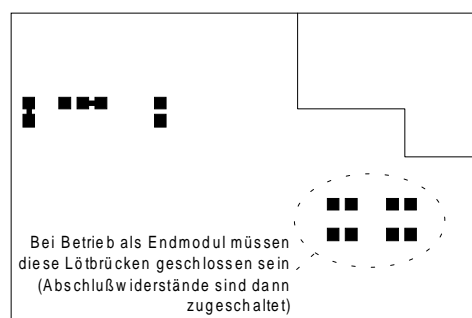 Bei Betrieb als Endmodul müssen
diese Lötbrücken geschlossen sein
(Abschlußwiderstände sind dann
zugeschaltet)